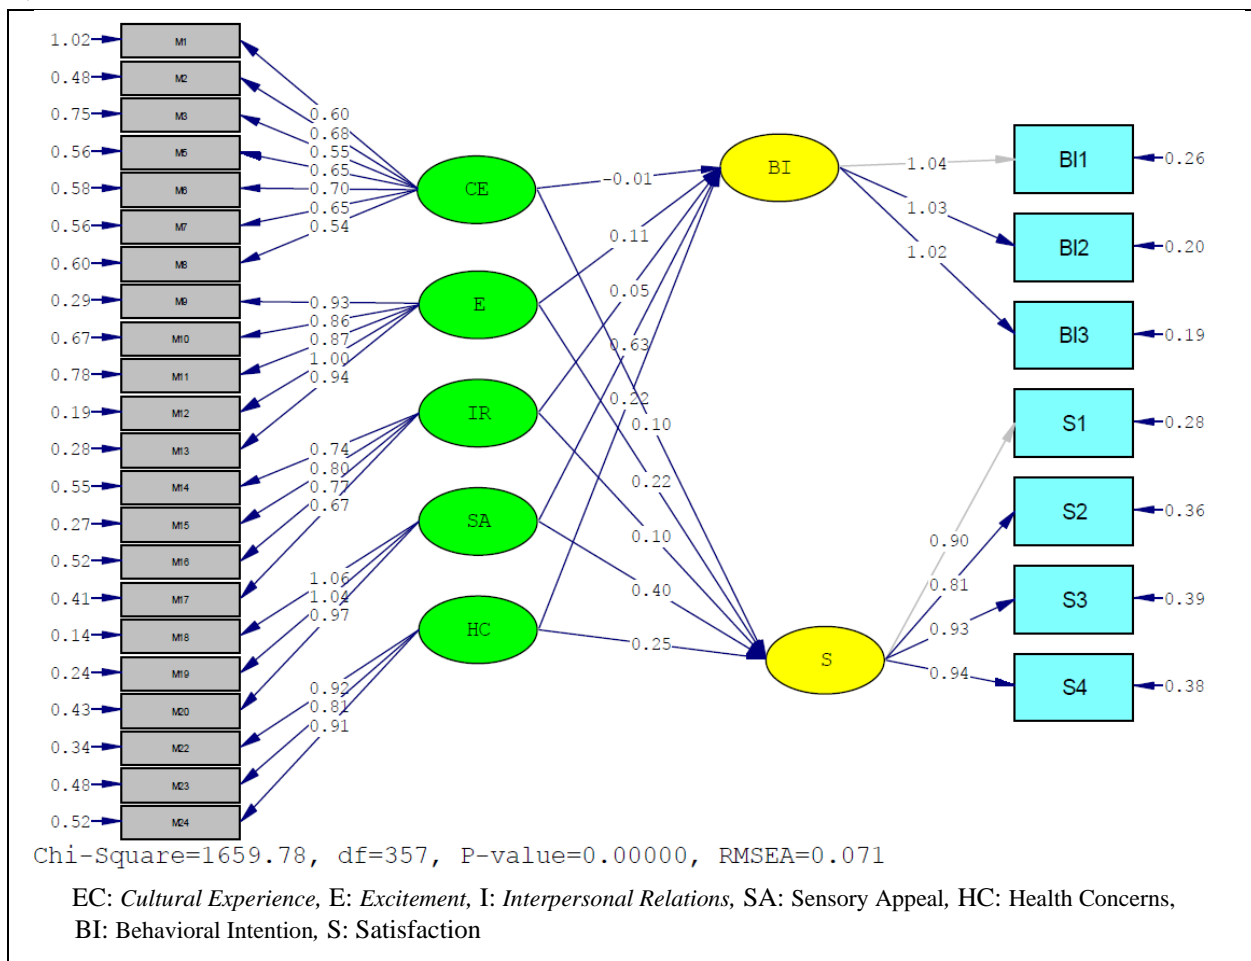 1.02 M1
0.48 M2
0.75 M3
0.56 M5
0.58 M6
0.56 M7
0.60 M8
0.29 M9
0.67 M10
0.78 M11
0.19 M12
0.28 M13
0.55 M14
0.27 M15
0.52 M16
0.41 M17
0.14 M18
0.24 M19
0.43 M20
0.34 M22
0.48 M23
0.52 M24
0.60
0.68
0.55
0.65
0.70
0.65
0.54
0.93
0.86
0.87
1.00
0.94
0.74
0.80
0.77
0.67
1.06
1.04
0.97
0.92
0.81
0.91
CE
E
IR
SA
HC
-0.01
0.11
0.05
0.63
0.22
0.10
0.22
0.10
0.40
0.25
BI
S
1.04
1.03
1.02
0.90
0.81
0.93
0.94
BI1 0.26
BI2 0.20
BI3 0.19
S1 0.28
S2 0.36
S3 0.39
S4 0.38
Chi-Square=1659.78, df=357, P-value=0.00000, RMSEA=0.071
EC: Cultural Experience, E: Excitement, I: Interpersonal Relations, SA: Sensory Appeal, HC: Health Concerns,
BI: Behavioral Intention, S: Satisfaction